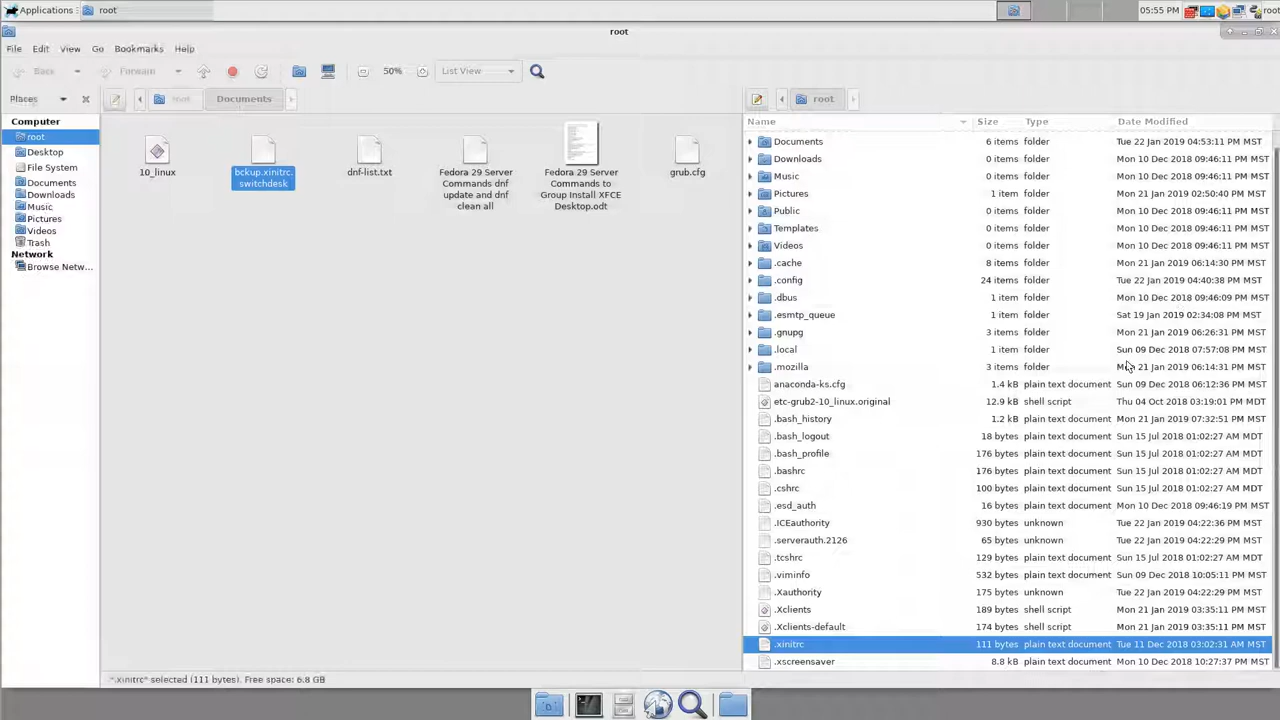 Applications
root
05:55 PM
root
root
File
Edit
View
Go
Bookmarks
Help
Back
Forward
50%
List View
Places
root
Documents
root
Computer
root
Desktop
File System
Documents
Downloads
Music
Pictures
Videos
Trash
Network
Browse Netw...
10_linux
bckup.xinitrc.
switchdesk
dnf-list.txt
Fedora 29 Server
Commands dnf
update and dnf
clean all
Fedora 29 Server
Commands to
Group Install XFCE
Desktop.odt
grub.cfg
Name Size Type Date Modified
Documents 6 items folder Tue 22 Jan 2019 04:53:11 PM MST
Downloads 0 items folder Mon 10 Dec 2018 09:46:11 PM MST
Music 0 items folder Mon 10 Dec 2018 09:46:11 PM MST
Pictures 1 item folder Mon 21 Jan 2019 02:50:40 PM MST
Public 0 items folder Mon 10 Dec 2018 09:46:11 PM MST
Templates 0 items folder Mon 10 Dec 2018 09:46:11 PM MST
Videos 0 items folder Mon 10 Dec 2018 09:46:11 PM MST
.cache 8 items folder Mon 21 Jan 2019 06:14:30 PM MST
.config 24 items folder Tue 22 Jan 2019 04:40:38 PM MST
.dbus 1 item folder Mon 10 Dec 2018 09:46:09 PM MST
.esmtp_queue 1 item folder Sat 19 Jan 2019 02:34:08 PM MST
.gnupg 3 items folder Mon 21 Jan 2019 06:26:31 PM MST
.local 1 item folder Sun 09 Dec 2018 07:57:08 PM MST
.mozilla 3 items folder Mon 21 Jan 2019 06:14:31 PM MST
anaconda-ks.cfg 1.4 kB plain text document Sun 09 Dec 2018 06:12:36 PM MST
etc-grub2-10_linux.original 12.9 kB shell script Thu 04 Oct 2018 03:19:01 PM MDT
.bash_history 1.2 kB plain text document Mon 21 Jan 2019 07:32:51 PM MST
.bash_logout 18 bytes plain text document Sun 15 Jul 2018 01:02:27 AM MDT
.bash_profile 176 bytes plain text document Sun 15 Jul 2018 01:02:27 AM MDT
.bashrc 176 bytes plain text document Sun 15 Jul 2018 01:02:27 AM MDT
.cshrc 100 bytes plain text document Sun 15 Jul 2018 01:02:27 AM MDT
.esd_auth 16 bytes plain text document Mon 10 Dec 2018 09:46:19 PM MST
.ICEauthority 930 bytes unknown Tue 22 Jan 2019 04:22:36 PM MST
.serverauth.2126 65 bytes unknown Tue 22 Jan 2019 04:22:29 PM MST
.tcshrc 129 bytes plain text document Sun 15 Jul 2018 01:02:27 AM MDT
.viminfo 532 bytes plain text document Sun 09 Dec 2018 10:05:11 PM MST
.Xauthority 175 bytes unknown Tue 22 Jan 2019 04:22:29 PM MST
.Xclients 189 bytes shell script Mon 21 Jan 2019 03:35:11 PM MST
.Xclients-default 174 bytes shell script Mon 21 Jan 2019 03:35:11 PM MST
.xinitrc 111 bytes plain text document Tue 11 Dec 2018 03:02:31 AM MST
.xscreensaver 8.8 kB plain text document Mon 10 Dec 2018 10:27:37 PM MST
".xinitrc" selected (111 bytes). Free space: 6.8 GB